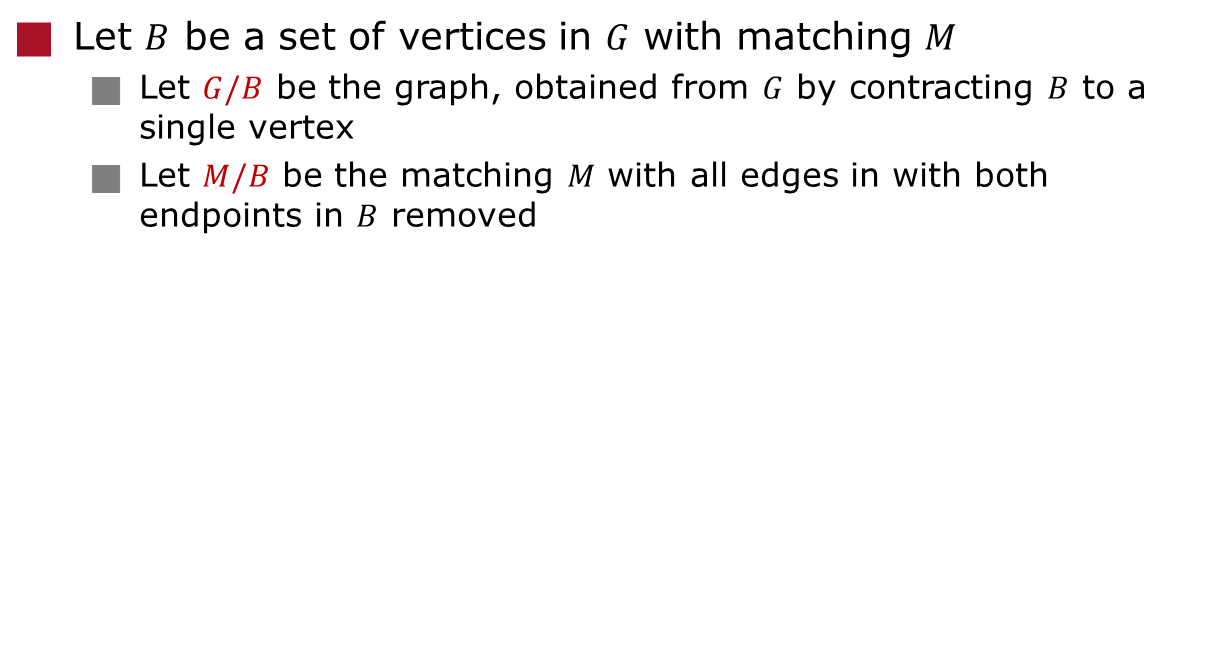 Let B be a set of vertices in G with matching M
Let G/B be the graph, obtained from G by contracting B to a
single vertex
Let M/B be the matching M with all edges in with both
endpoints in B removed